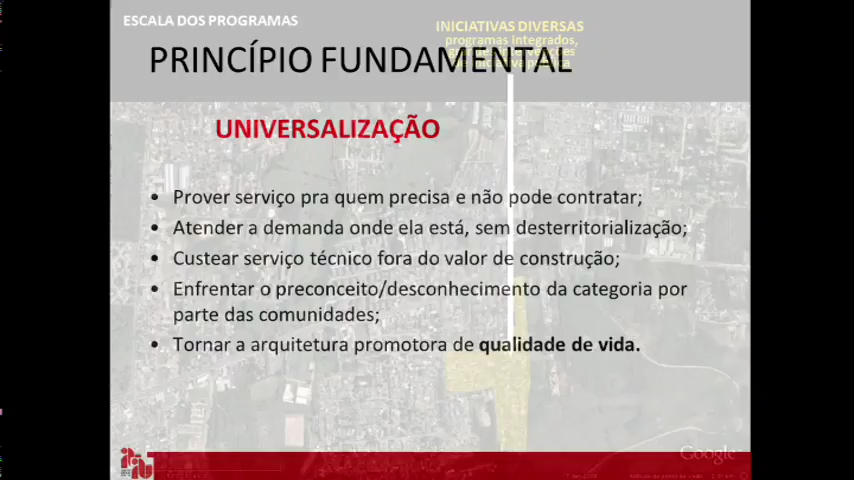 ESCALA DOS PROGRAMAS
INICIATIVAS DIVERSAS
programas integrados,
PRINCÍPIO FUNDAMENTAL
UNIVERSALIZAÇÃO
• Prover serviço pra quem precisa e não pode contratar;
• Atender a demanda onde ela está, sem desterritorialização;
• Custear serviço técnico fora do valor de construção;
• Enfrentar o preconceito/desconhecimento da categoria por
parte das comunidades;
• Tornar a arquitetura promotora de qualidade de vida.
Google